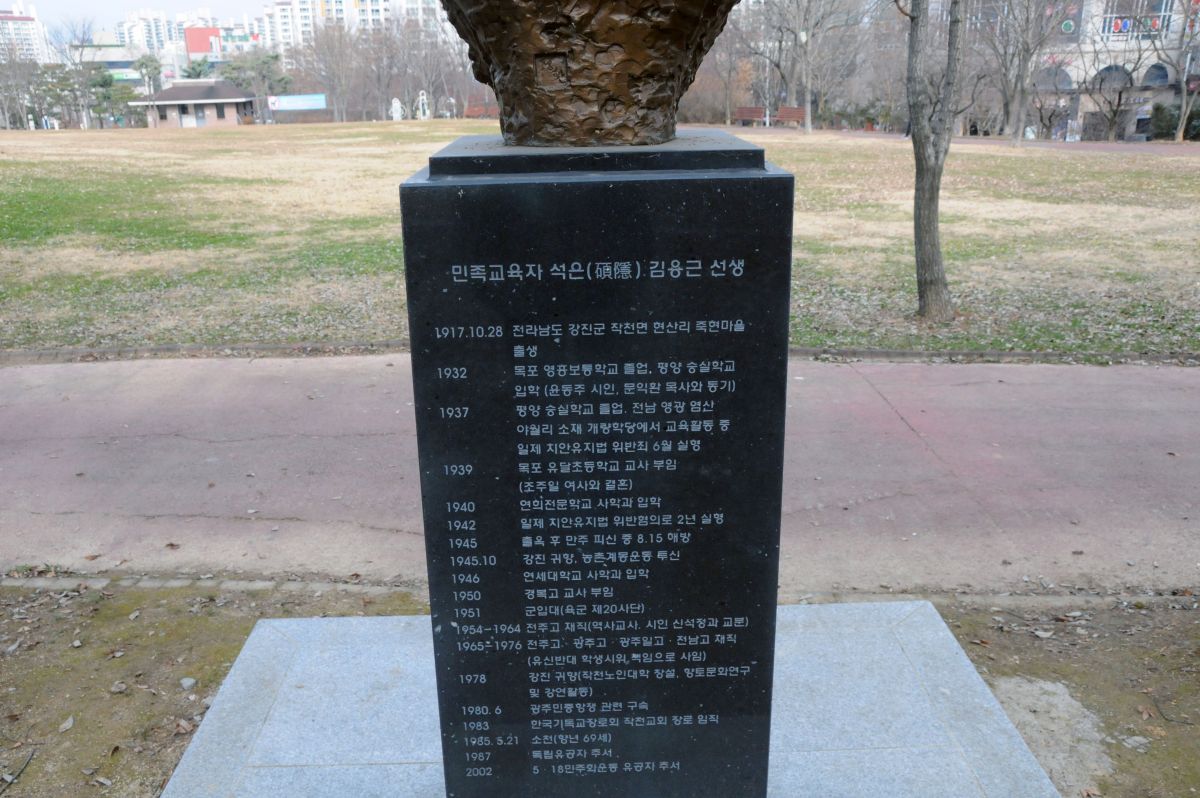 민족교육자 석은(碩隱) 김용근 선생
1917.10.28 전라남도 강진군 작천면 현산리 죽현마을
출생
1932 목포 영흥보통학교 졸업, 평양 숭실학교
입학 (윤동주 시인, 문익환 목사와 동기)
1937 평양 숭실학교 졸업, 전남 영광 염산
야월리 소재 개량학당에서 교육활동 중
일제 치안유지법 위반죄 6월 실형
1939 목포 유달초등학교 교사 부임
(조주일 여사와 결혼)
1940 연희전문학교 사학과 입학
1942 일제 치안유지법 위반혐의로 2년 실형
1945 출옥 후 만주 피신 중 8.15 해방
1945.10 강진 귀향, 농촌계몽운동 투신
1946 연세대학교 사학과 입학
1950 경복고 교사 부임
1951 군입대(육군 제20사단)
1954~1964 전주고 재직(역사교사, 시인 신석정과 교분)
1965~1976 전주고·광주고·광주일고·전남고 재직
(유신반대 학생시위 책임으로 사임)
1978 강진 귀향(작천노인대학 창설, 향토문화연구
및 강연활동)
1980. 6 광주민중항쟁 관련 구속
1983 한국기독교장로회 작천교회 장로 임직
1985. 5.21 소천(향년 69세)
1987 독립유공자 추서
2002 5·18민주화운동 유공자 추서